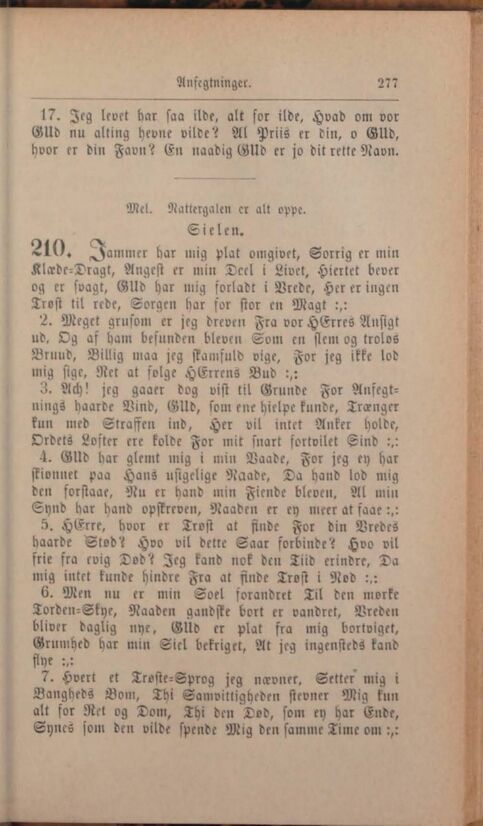 Anfegtninger. 277
17. Jeg levet har saa ilde, alt for ilde, Hvad om vor
GUd nu alting hevne vilde? Al Priis er din, o GUd,
hvor er din Favn? En naadig GUd er jo dit rette Navn.
Mel. Nattergalen er alt oppe.
Sielen.
210. Jammer har mig plat omgivet, Sorrig er min
Klæde-Dragt, Angest er min Deel i Livet, Hiertet bever
og er svagt, GUd har mig forladt i Vrede, Her er ingen
Trøst til rede, Sorgen har for stor en Magt :,:
2. Meget grusom er jeg dreven Fra vor HErres Ansigt
ud, Og af ham befunden bleven Som en slem og troløs
Bruud, Billig maa jeg skamfuld vige, For jeg ikke lod
mig sige, Ret at følge HErrens Bud :,:
3. Ach! jeg gaaer dog vist til Grunde For Anfegt-
nings haarde Vind, GUd, som ene hielpe kunde, Trænger
kun med Straffen ind, Her vil intet Anker holde,
Ordets Løfter ere kolde For mit snart fortvilet Sind :,:
4. GUd har glemt mig i min Vaade, For jeg ey har
skiønnet paa Hans usigelige Naade, Da hand lod mig
den forstaae, Nu er hand min Fiende bleven, Al min
Synd har hand opskreven, Naaden er ey meer at faae :,:
5. HErre, hvor er Trøst at finde For din Vredes
haarde Stød? Hvo vil dette Saar forbinde? Hvo vil
frie fra evig Død? Jeg kand nok den Tiid erindre, Da
mig intet kunde hindre Fra at finde Trøst i Nød :,:
6. Men nu er min Soel forandret Til den mørke
Torden-Skye, Naaden gandske bort er vandret, Vreden
bliver daglig nye, GUd er plat fra mig bortviget,
Grumhed har min Siel bekriget, At jeg ingensteds kand
flye :,:
7. Hvert et Trøste-Sprog jeg nævner, Setter mig i
Bangheds Bom, Thi Samvittigheden stevner Mig kun
alt for Ret og Dom, Thi den Død, som ey har Ende,
Synes som den vilde spende Mig den samme Time om :,: